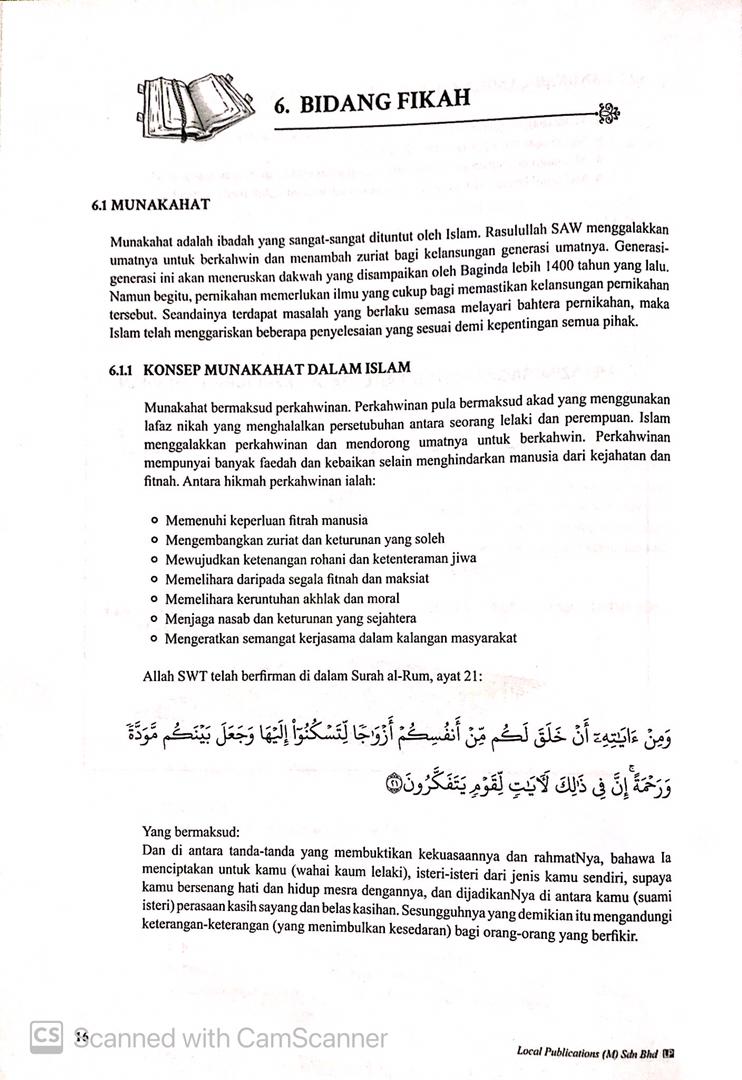 6. BIDANG FIKAH
6.1 MUNAKAHAT
Munakahat adalah ibadah yang sangat-sangat dituntut oleh Islam. Rasulullah SAW menggalakkan
umatnya untuk berkahwin dan menambah zuriat bagi kelansungan generasi umatnya. Generasi-
generasi ini akan meneruskan dakwah yang disampaikan oleh Baginda lebih 1400 tahun yang lalu.
Namun begitu, pernikahan memerlukan ilmu yang cukup bagi memastikan kelansungan pernikahan
tersebut. Seandainya terdapat masalah yang berlaku semasa melayari bahtera pernikahan, maka
Islam telah menggariskan beberapa penyelesaian yang sesuai demi kepentingan semua pihak.
6.1.1 KONSEP MUNAKAHAT DALAM ISLAM
Munakahat bermaksud perkahwinan. Perkahwinan pula bermaksud akad yang menggunakan
lafaz nikah yang menghalalkan persetubuhan antara seorang lelaki dan perempuan. Islam
menggalakkan perkahwinan dan mendorong umatnya untuk berkahwin. Perkahwinan
mempunyai banyak faedah dan kebaikan selain menghindarkan manusia dari kejahatan dan
fitnah. Antara hikmah perkahwinan ialah:
Memenuhi keperluan fitrah manusia
Mengembangkan zuriat dan keturunan yang soleh
Mewujudkan ketenangan rohani dan ketenteraman jiwa
Memelihara daripada segala fitnah dan maksiat
Memelihara keruntuhan akhlak dan moral
Menjaga nasab dan keturunan yang sejahtera
Mengeratkan semangat kerjasama dalam kalangan masyarakat
Allah SWT telah berfirman di dalam Surah al-Rum, ayat 21:
وَمِنْ ءَايَـٰتِهِۦٓ أَنْ خَلَقَ لَكُم مِّنْ أَنفُسِكُمْ أَزْوَٰجًا لِّتَسْكُنُوٓا۟ إِلَيْهَا وَجَعَلَ بَيْنَكُم مَّوَدَّةً
وَرَحْمَةً ۚ إِنَّ فِى ذَٰلِكَ لَـَٔايَـٰتٍ لِّقَوْمٍ يَتَفَكَّرُونَ ٢١
Yang bermaksud:
Dan di antara tanda-tanda yang membuktikan kekuasaannya dan rahmatNya, bahawa Ia
menciptakan untuk kamu (wahai kaum lelaki), isteri-isteri dari jenis kamu sendiri, supaya
kamu bersenang hati dan hidup mesra dengannya, dan dijadikanNya di antara kamu (suami
isteri) perasaan kasih sayang dan belas kasihan. Sesungguhnya yang demikian itu mengandungi
keterangan-keterangan (yang menimbulkan kesedaran) bagi orang-orang yang berfikir.
16
CS Scanned with CamScanner
Local Publications (M) Sdn Bhd LP